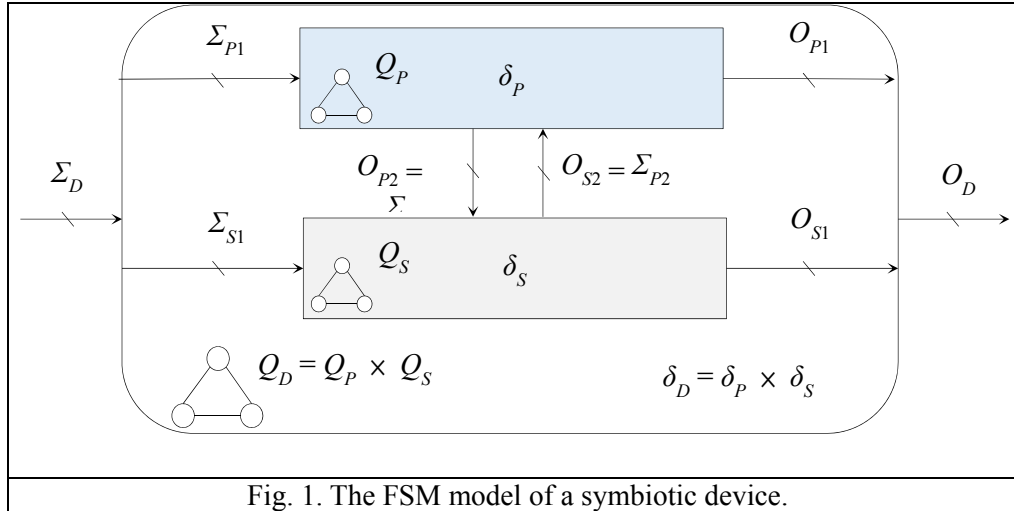 Σ_P1 O_P1
Q_P δ_P
Σ_D O_P2 = O_S2 = Σ_P2 O_D
Σ
Σ_S1 O_S1
Q_S δ_S
Q_D = Q_P × Q_S δ_D = δ_P × δ_S
Fig. 1. The FSM model of a symbiotic device.